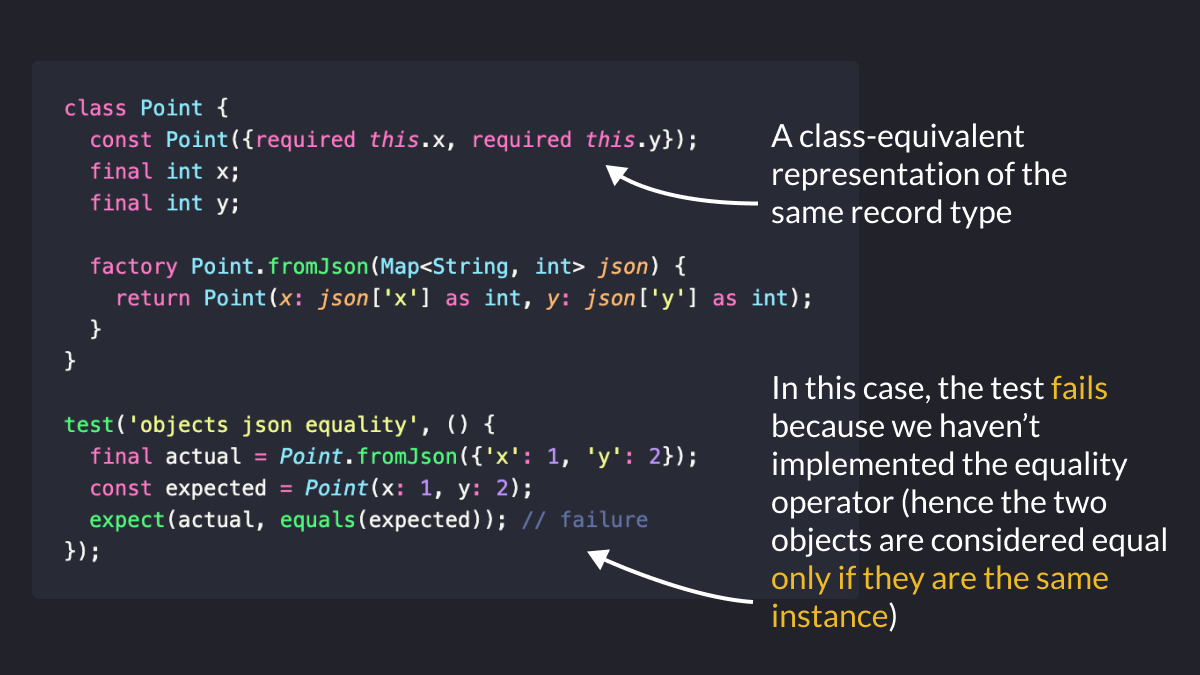 class Point {
  const Point({required this.x, required this.y});
  final int x;
  final int y;

  factory Point.fromJson(Map<String, int> json) {
    return Point(x: json['x'] as int, y: json['y'] as int);
  }
}

test('objects json equality', () {
  final actual = Point.fromJson({'x': 1, 'y': 2});
  const expected = Point(x: 1, y: 2);
  expect(actual, equals(expected)); // failure
});
A class-equivalent
representation of the
same record type
In this case, the test fails
because we haven’t
implemented the equality
operator (hence the two
objects are considered equal
only if they are the same
instance)